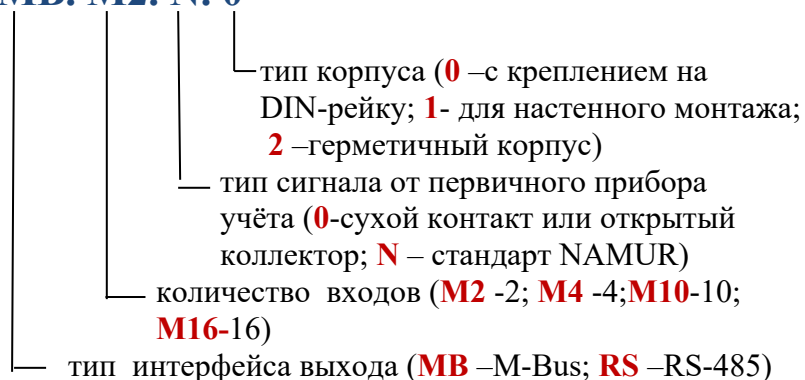 MB. M2. N. 0
тип корпуса (0 –с креплением на
DIN-рейку; 1- для настенного монтажа;
2 –герметичный корпус)
тип сигнала от первичного прибора
учёта (0-сухой контакт или открытый
коллектор; N – стандарт NAMUR)
количество входов (M2 -2; M4 -4;M10-10;
M16-16)
тип интерфейса выхода (MB –M-Bus; RS –RS-485)